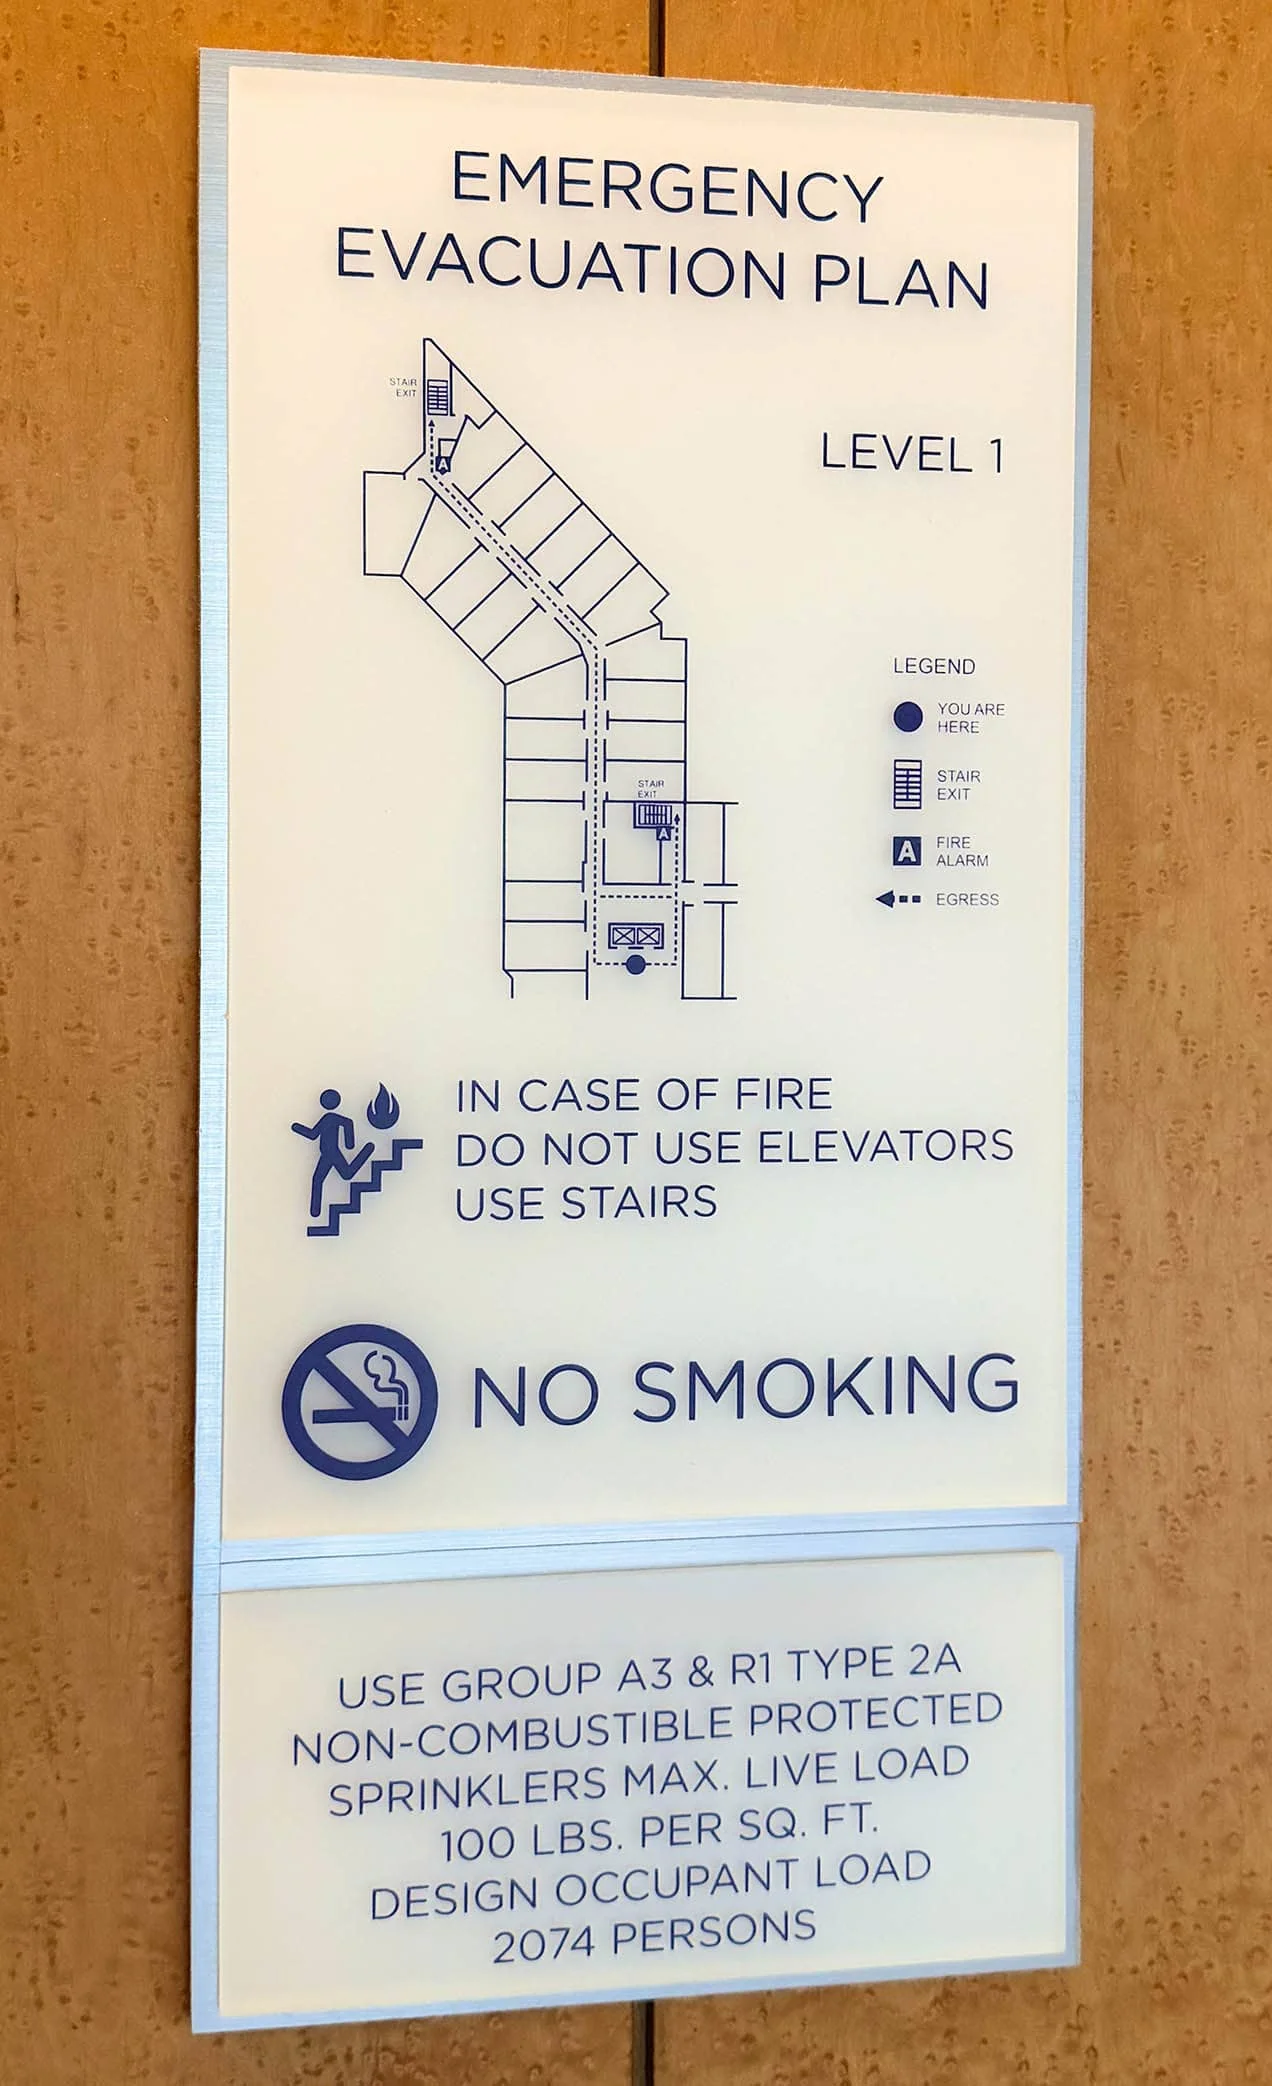 EMERGENCY
EVACUATION PLAN
STAIR
EXIT
LEVEL 1
A
LEGEND
YOU ARE
HERE
STAIR
EXIT
STAIR
EXIT
A
A
FIRE
ALARM
EGRESS
IN CASE OF FIRE
DO NOT USE ELEVATORS
USE STAIRS
NO SMOKING
USE GROUP A3 & R1 TYPE 2A
NON-COMBUSTIBLE PROTECTED
SPRINKLERS MAX. LIVE LOAD
100 LBS. PER SQ. FT.
DESIGN OCCUPANT LOAD
2074 PERSONS